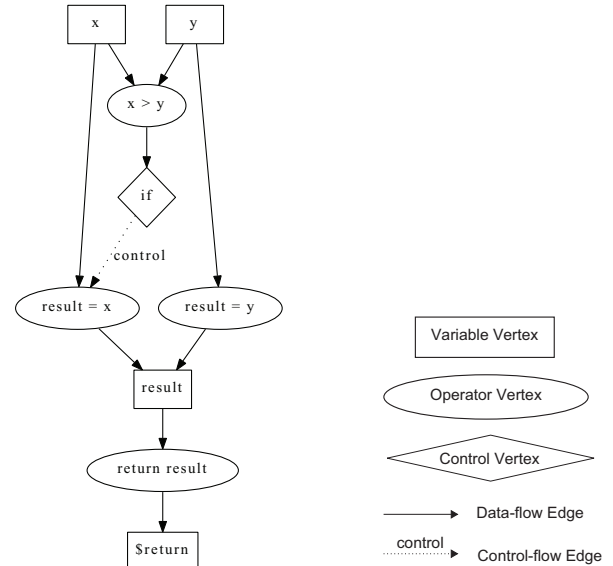 x
y
x > y
if
control
result = x
result = y
result
return result
$return
Variable Vertex
Operator Vertex
Control Vertex
Data-flow Edge
control
Control-flow Edge